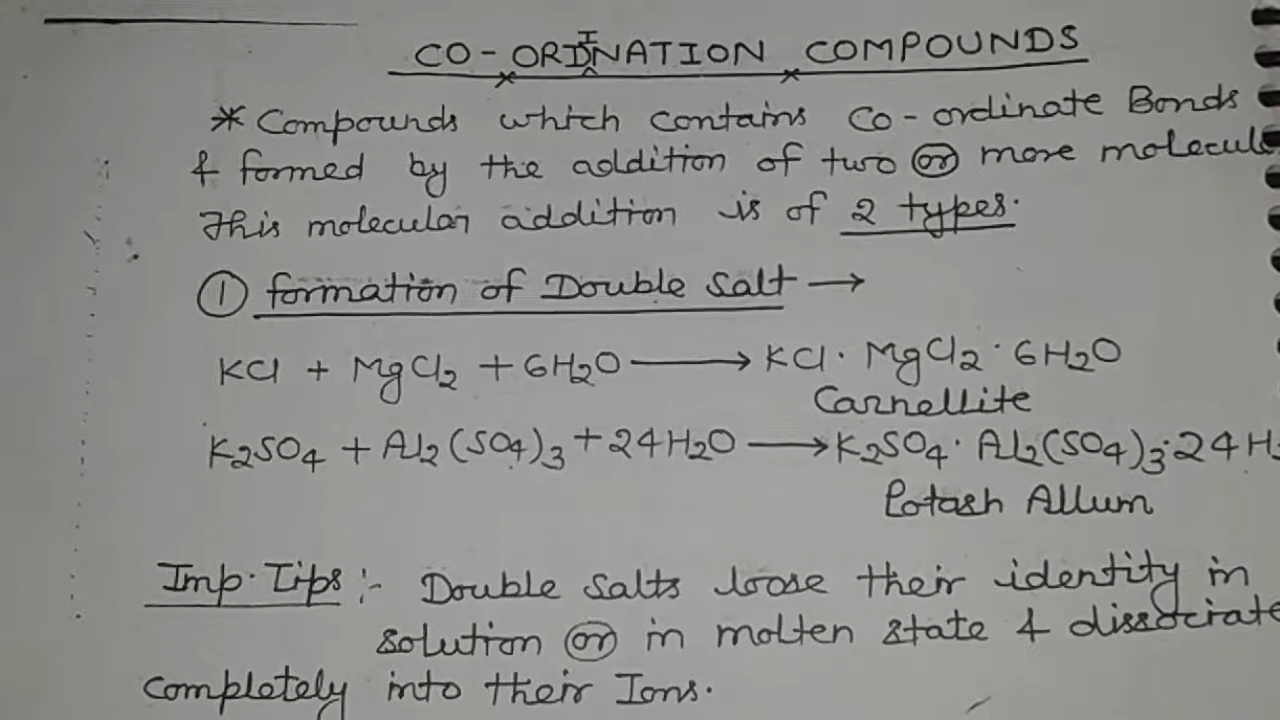 CO-ORDINATION COMPOUNDS
* Compounds which contains Co-ordinate Bonds
& formed by the addition of two or more molecule
This molecular addition is of 2 types.
① formation of Double Salt →
KCl + MgCl2 + 6H2O → KCl · MgCl2 · 6H2O
Carnellite
K2SO4 + Al2(SO4)3 + 24H2O → K2SO4 · Al2(SO4)3 · 24H
Potash Allum
Imp. Tips :- Double Salts loose their identity in
solution or in molten state & dissociate
completely into their Ions.